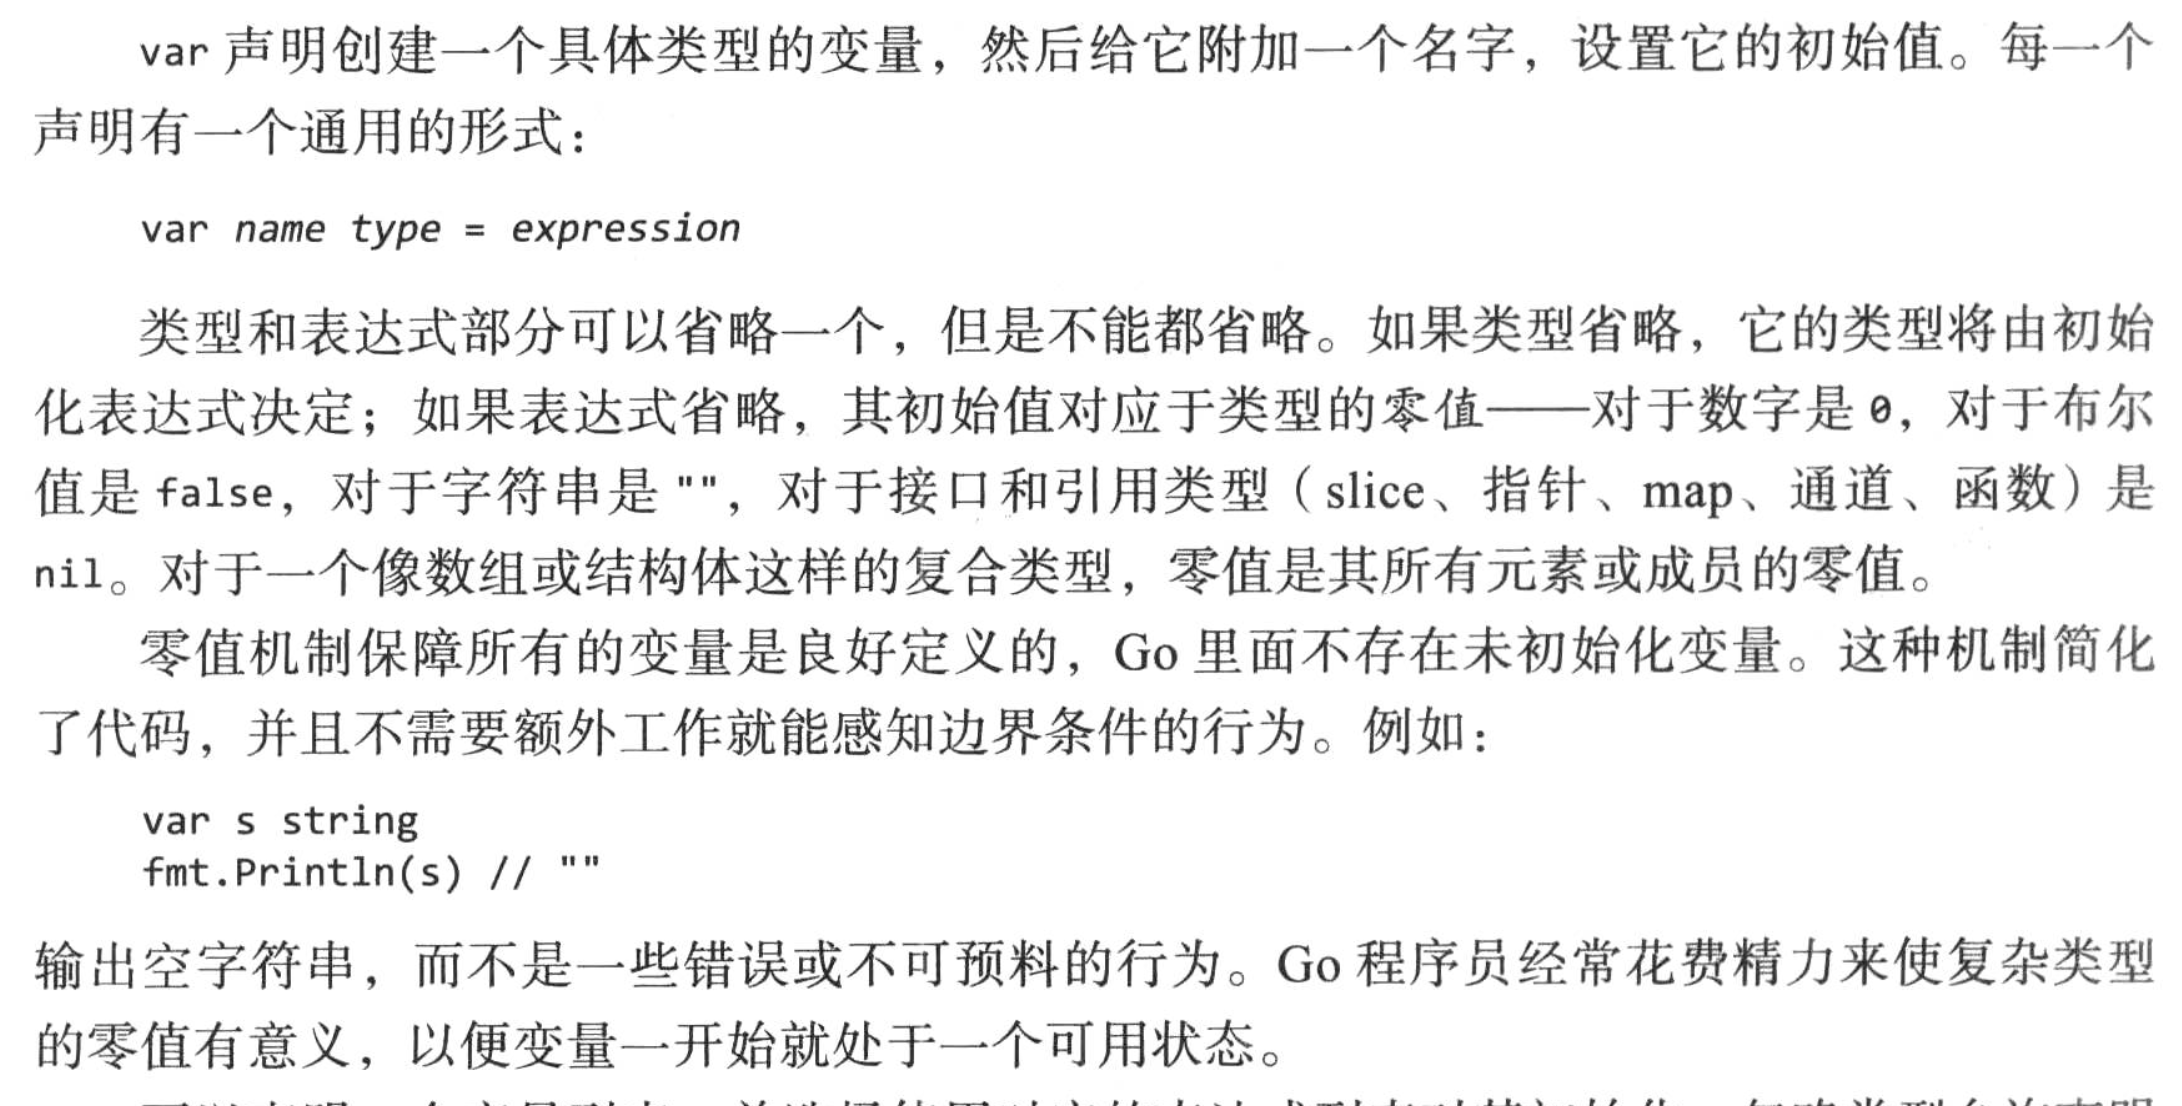 var 声明创建一个具体类型的变量，然后给它附加一个名字，设置它的初始值。每一个
声明有一个通用的形式：
var name type = expression
类型和表达式部分可以省略一个，但是不能都省略。如果类型省略，它的类型将由初始
化表达式决定；如果表达式省略，其初始值对应于类型的零值——对于数字是 0，对于布尔
值是 false，对于字符串是 ""，对于接口和引用类型（slice、指针、map、通道、函数）是
nil。对于一个像数组或结构体这样的复合类型，零值是其所有元素或成员的零值。
零值机制保障所有的变量是良好定义的，Go 里面不存在未初始化变量。这种机制简化
了代码，并且不需要额外工作就能感知边界条件的行为。例如：
var s string
fmt.Println(s) // ""
输出空字符串，而不是一些错误或不可预料的行为。Go 程序员经常花费精力来使复杂类型
的零值有意义，以便变量一开始就处于一个可用状态。